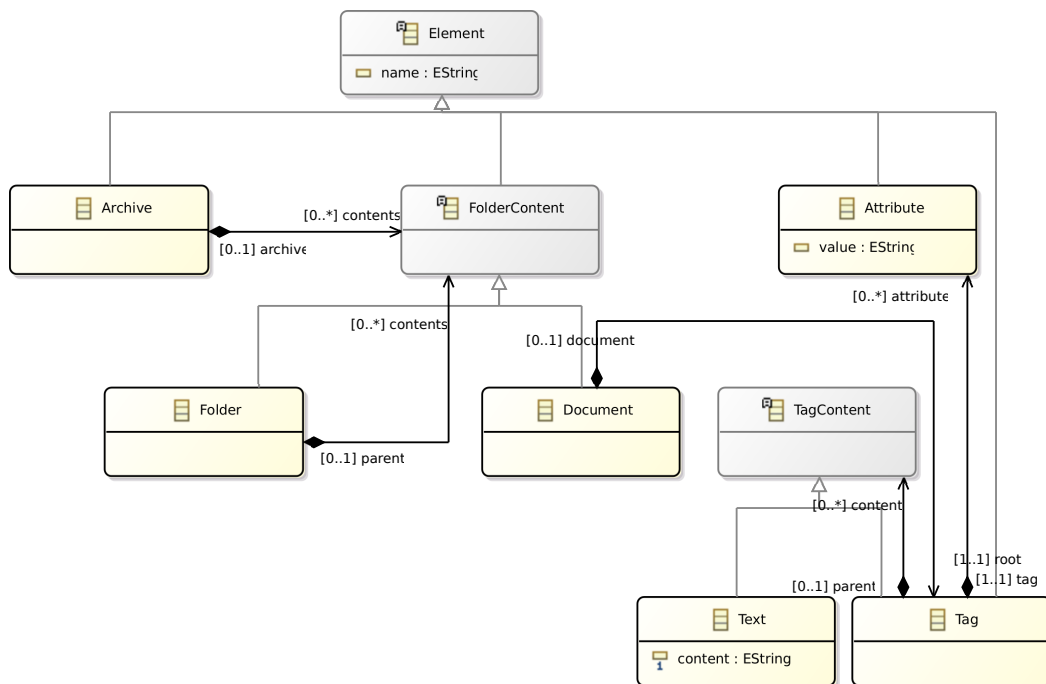 Element
name : EString
Archive
[0..*] contents
[0..1] archive
FolderContent
Attribute
value : EString
[0..*] attribute
[0..*] contents
[0..1] document
Folder
[0..1] parent
Document
TagContent
[0..*] content
[1..1] root
[1..1] tag
[0..1] parent
Text
content : EString
1
Tag